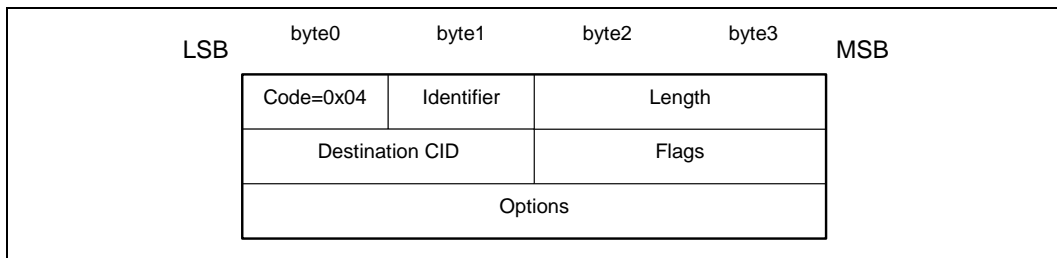 LSB byte0 byte1 byte2 byte3 MSB
Code=0x04 Identifier Length
Destination CID Flags
Options